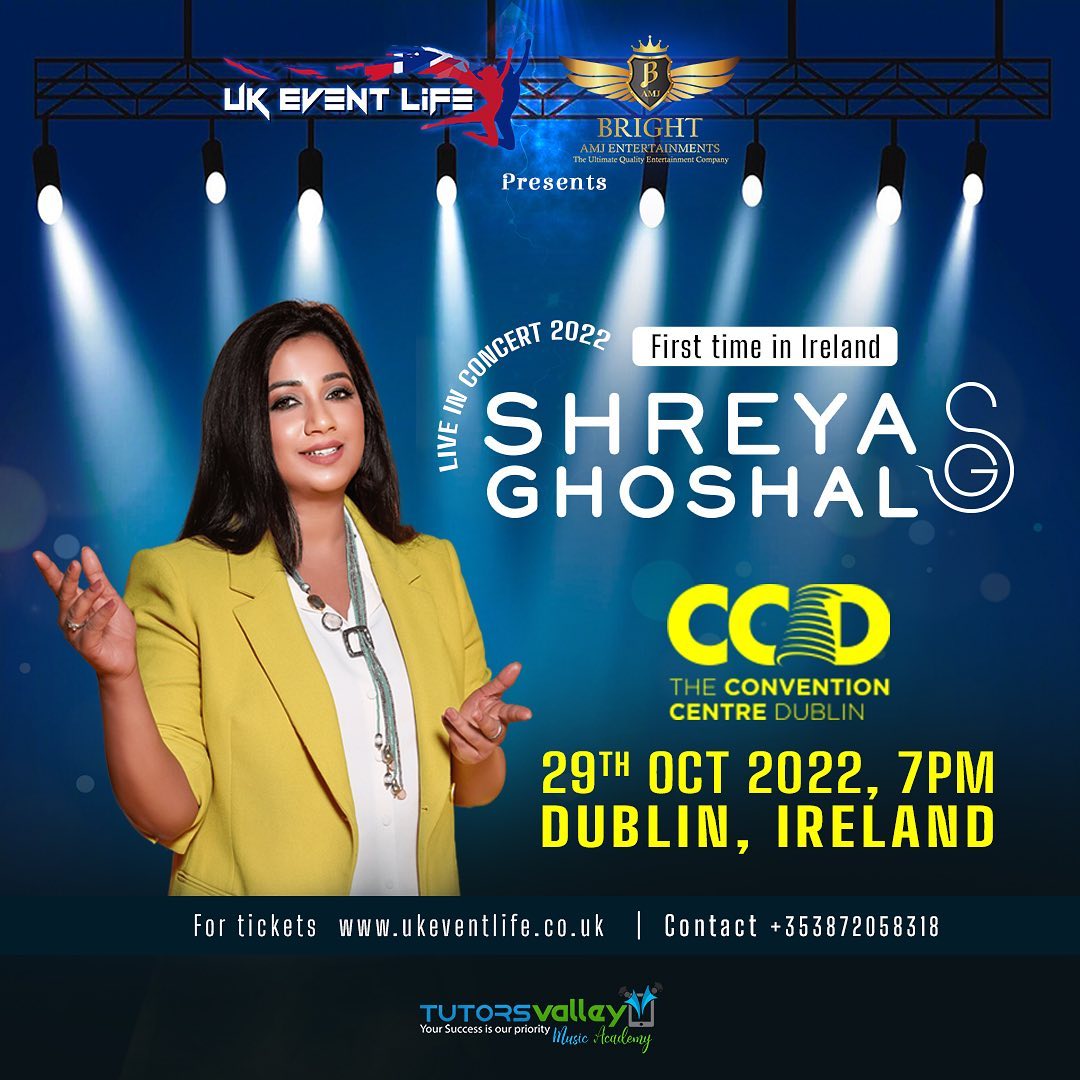 UK EVENT LiFE
B
AMJ
BRIGHT
AMJ ENTERTAINMENTS
The Ultimate Quality Entertainment Company
Presents
LIVE IN CONCERT 2022
First time in Ireland
SHREYA
GHOSHAL
SG
CCD
THE CONVENTION
CENTRE DUBLIN
29TH OCT 2022, 7PM
DUBLIN, IRELAND
For tickets www.ukeventlife.co.uk | Contact +353872058318
TUTORSvalley
Your Success is our priority
Music Academy